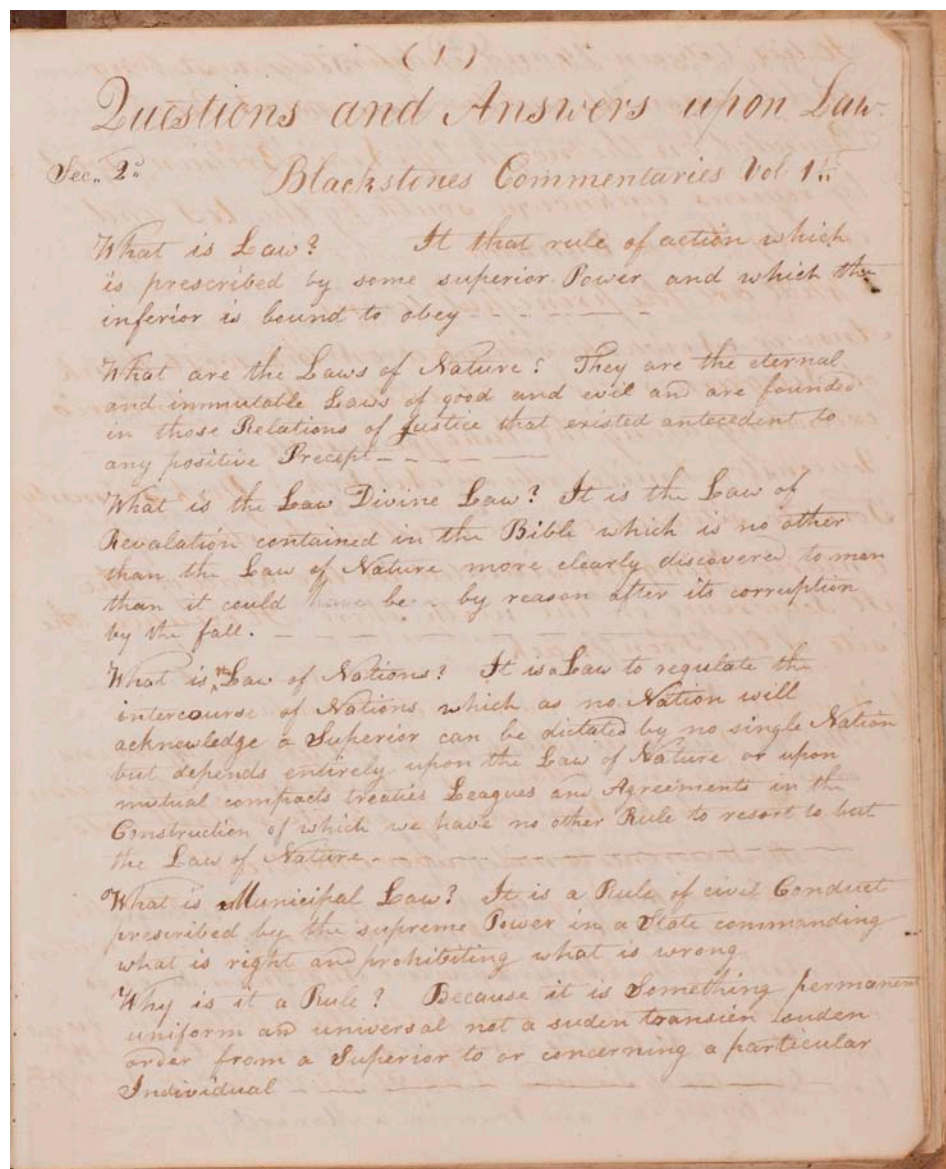 (1)
Questions and Answers upon Law
Sec. 2d Blackstones Commentaries Vol 1st
What is Law? It that rule of action which
is prescribed by some superior Power and which the
inferior is bound to obey
What are the Laws of Nature? They are the eternal
and immutable Laws of good and evil and are founded
in those Relations of justice that existed antecedent to
any positive Precept
What is the Law Divine Law? It is the Law of
Revalation contained in the Bible which is no other
than the Law of Nature more clearly discovered to man
than it could have be by reason after its corruption
by the fall.
What is the Law of Nations? It is a Law to regulate the
intercourse of Nations which as no Nation will
acknowledge a Superior can be dictated by no single Nation
but depends entirely upon the Law of Nature or upon
mutual compacts treaties Leagues and Agreements in the
Construction of which we have no other Rule to resort to but
the Law of Nature
What is Municipal Law? It is a Rule of civil Conduct
prescribed by the supreme Power in a State commanding
what is right and prohibiting what is wrong
Why is it a Rule? Because it is Something permanent
uniform and universal not a suden transien
order from a Superior to or concerning a particular
Individual